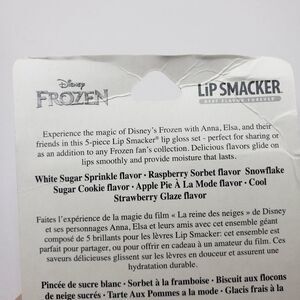 Disney
FROZEN
LiP SMACKER
BEST FLAVOR FOREVER
Experience the magic of Disney's Frozen with Anna, Elsa, and their
friends in this 5-piece Lip Smacker® lip gloss set - perfect for sharing or
as an addition to any Frozen fan's collection. Delicious flavors glide on
lips smoothly and provide moisture that lasts.
White Sugar Sprinkle flavor · Raspberry Sorbet flavor Snowflake
Sugar Cookie flavor · Apple Pie À La Mode flavor · Cool
Strawberry Glaze flavor
Faites l'expérience de la magie du film « La reine des neiges » de Disney
et ses personnages Anna, Elsa et leurs amis avec cet ensemble géant
composé de 5 brillants pour les lèvres Lip Smacker: cet ensemble est
parfait pour partager, ou pour offrir en cadeau à un amateur du film. Ces
saveurs délicieuses glissent sur les lèvres en douceur et assurent une
hydratation durable.
Pincée de sucre blanc · Sorbet à la framboise · Biscuit aux flocons
de neige sucrés · Tarte Aux Pommes a la mode · Glacis frais à la